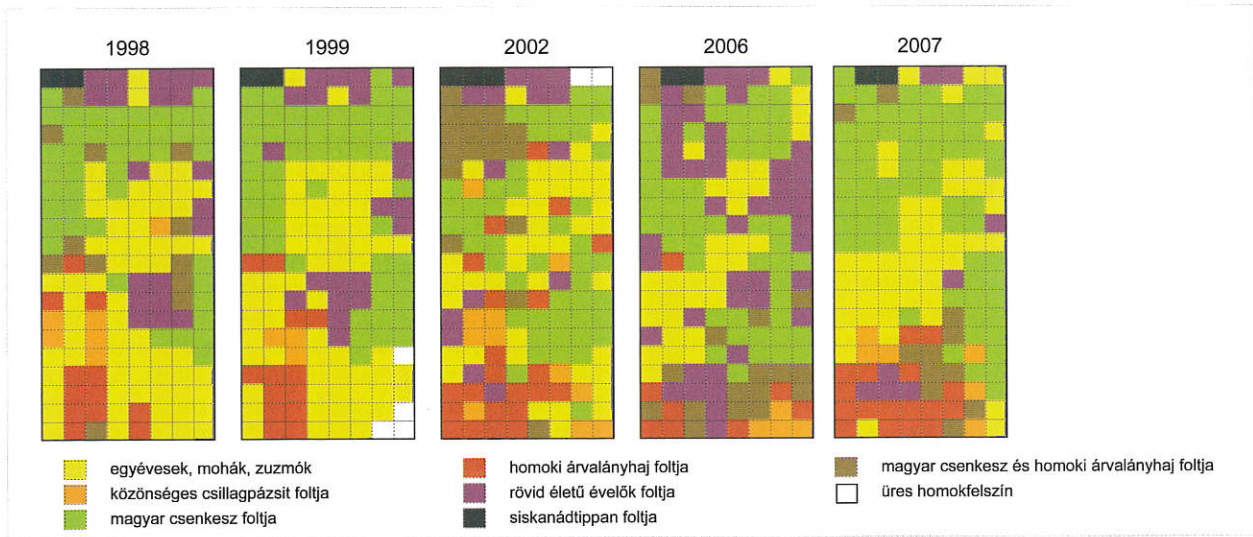 1998 1999 2002 2006 2007
egyévesek, mohák, zuzmók
közönséges csillagpázsit foltja
magyar csenkesz foltja
homoki árvalányhaj foltja
rövid életű évelők foltja
siskanádtippan foltja
magyar csenkesz és homoki árvalányhaj foltja
üres homokfelszín